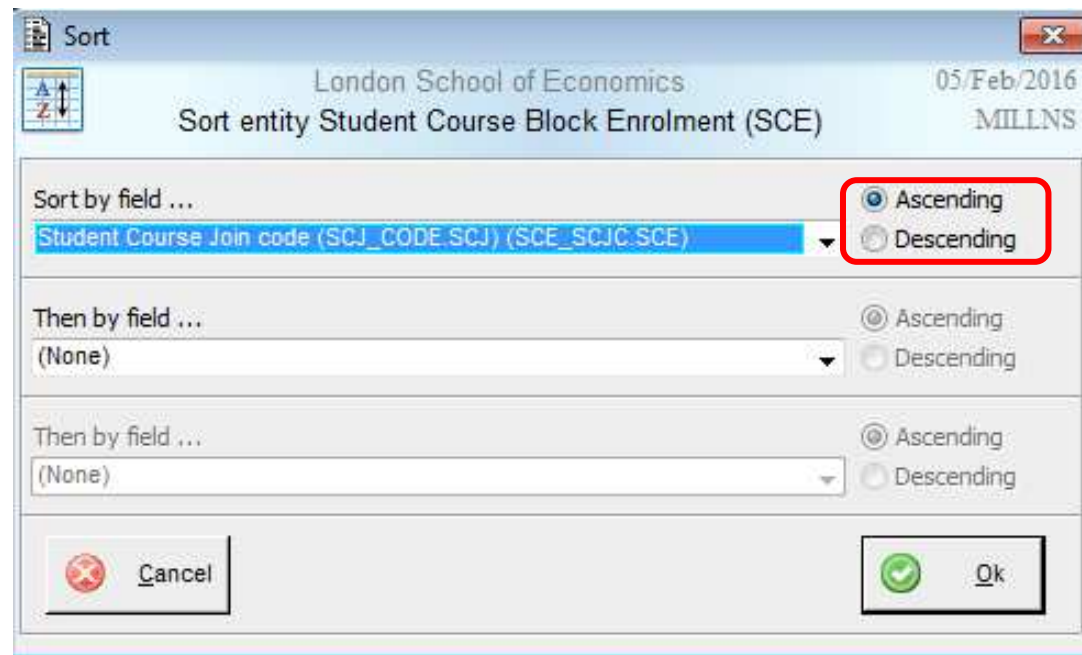 Sort
London School of Economics 05/Feb/2016
Sort entity Student Course Block Enrolment (SCE) MILLNS
Sort by field ... Ascending
Student Course Join code (SCJ_CODE.SCJ) (SCE_SCJC.SCE) Descending
Then by field ... Ascending
(None) Descending
Then by field ... Ascending
(None) Descending
Cancel Ok